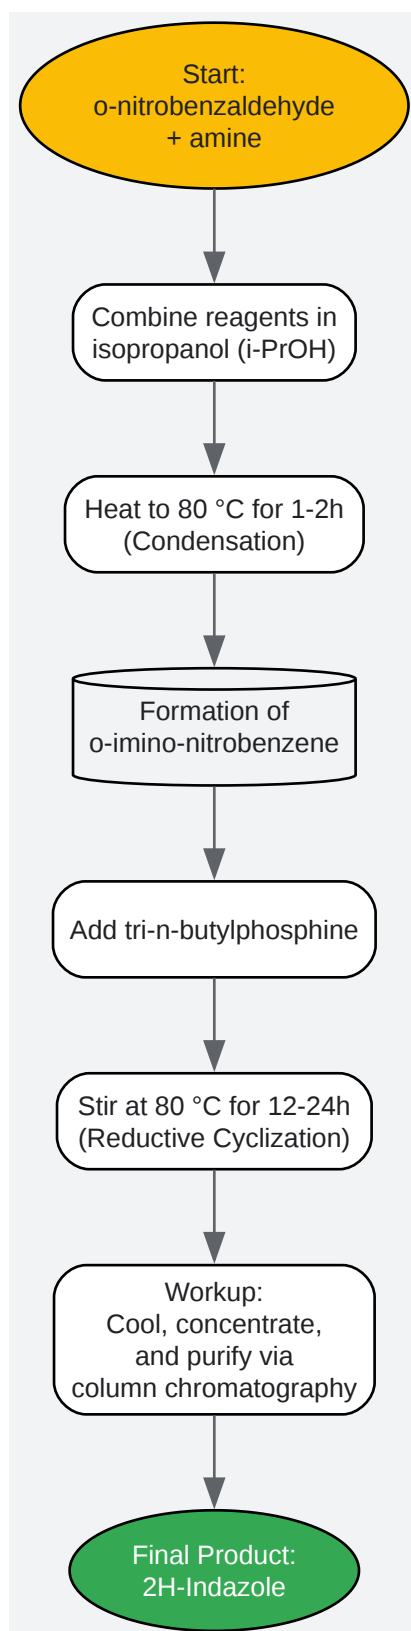 Start:
o-nitrobenzaldehyde
+ amine
Combine reagents in
isopropanol (i-PrOH)
Heat to 80 °C for 1-2h
(Condensation)
Formation of
o-imino-nitrobenzene
Add tri-n-butylphosphine
Stir at 80 °C for 12-24h
(Reductive Cyclization)
Workup:
Cool, concentrate,
and purify via
column chromatography
Final Product:
2H-Indazole